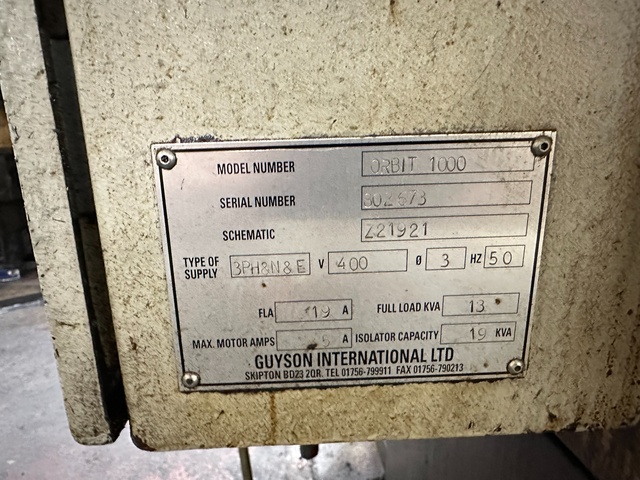 MODEL NUMBER ORBIT 1000
SERIAL NUMBER
SCHEMATIC Z21921
TYPE OF SUPPLY 3PH&N&E V 400 Ø 3 HZ 50
FLA 19 A FULL LOAD KVA 13
MAX. MOTOR AMPS A ISOLATOR CAPACITY 19 KVA
GUYSON INTERNATIONAL LTD
SKIPTON BD23 2QR. TEL 01756-799911 FAX 01756-790213